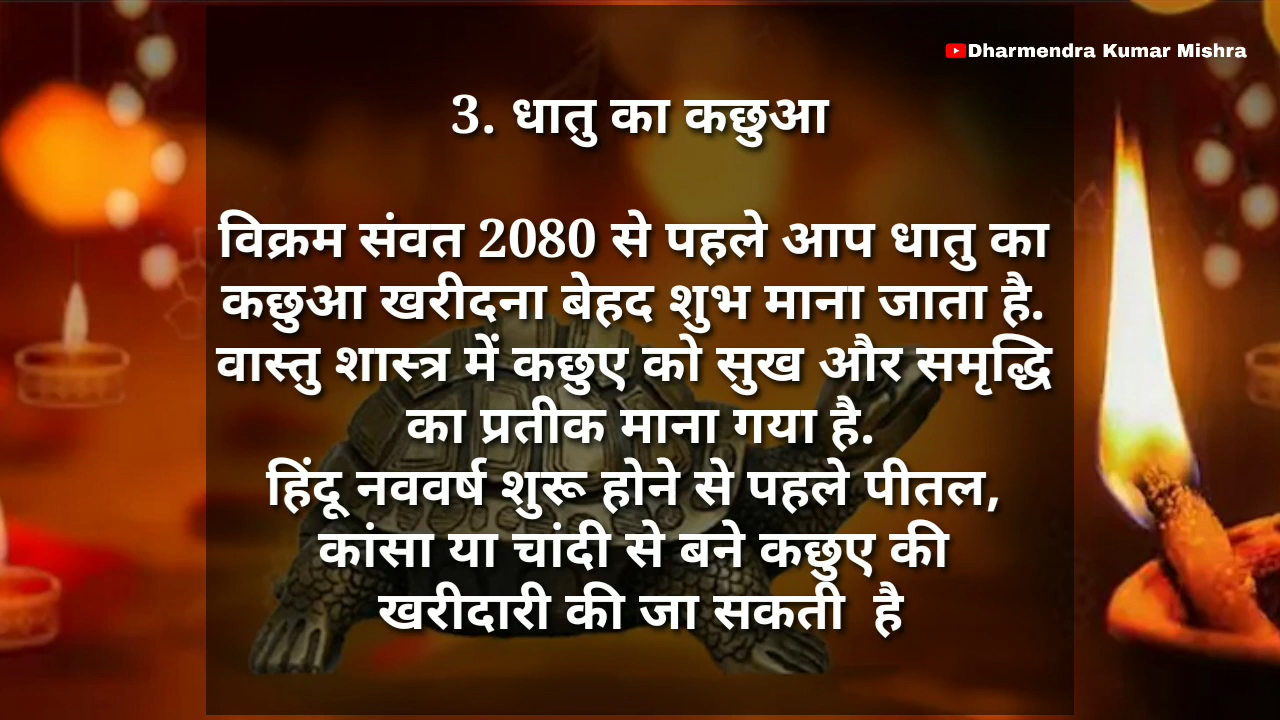 Dharmendra Kumar Mishra
3. धातु का कछुआ
विक्रम संवत 2080 से पहले आप धातु का
कछुआ खरीदना बेहद शुभ माना जाता है.
वास्तु शास्त्र में कछुए को सुख और समृद्धि
का प्रतीक माना गया है.
हिंदू नववर्ष शुरू होने से पहले पीतल,
कांसा या चांदी से बने कछुए की
खरीदारी की जा सकती है